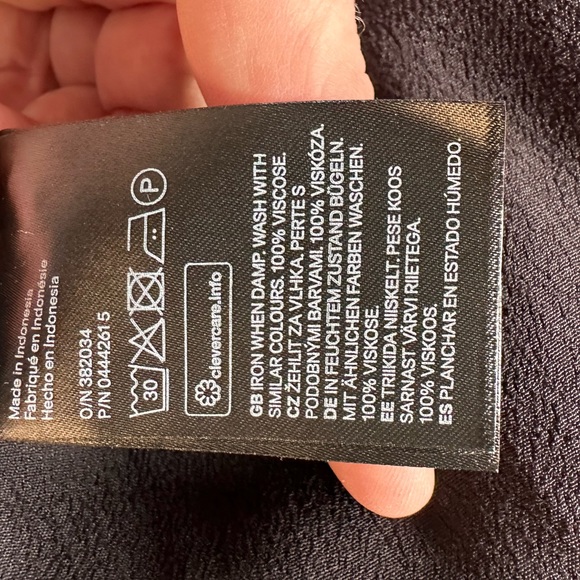 Made in Indonesia
Fabriqué en Indonésie
Hecho en Indonesia
O/N 382034
P/N 0444261 5
30
P
clevercare.info
GB IRON WHEN DAMP. WASH WITH
SIMILAR COLOURS. 100% VISCOSE.
CZ ŽEHLIT ZA VLHKA. PERTE S
PODOBNÝMI BARVAMI. 100% VISKÓZA.
DE IN FEUCHTEM ZUSTAND BÜGELN.
MIT ÄHNLICHEN FARBEN WASCHEN.
100% VISKOSE.
EE TRIIKIDA NIISKELT. PESE KOOS
SARNAST VÄRVI RIIETEGA.
100% VISKOOS.
ES PLANCHAR EN ESTADO HÚMEDO.